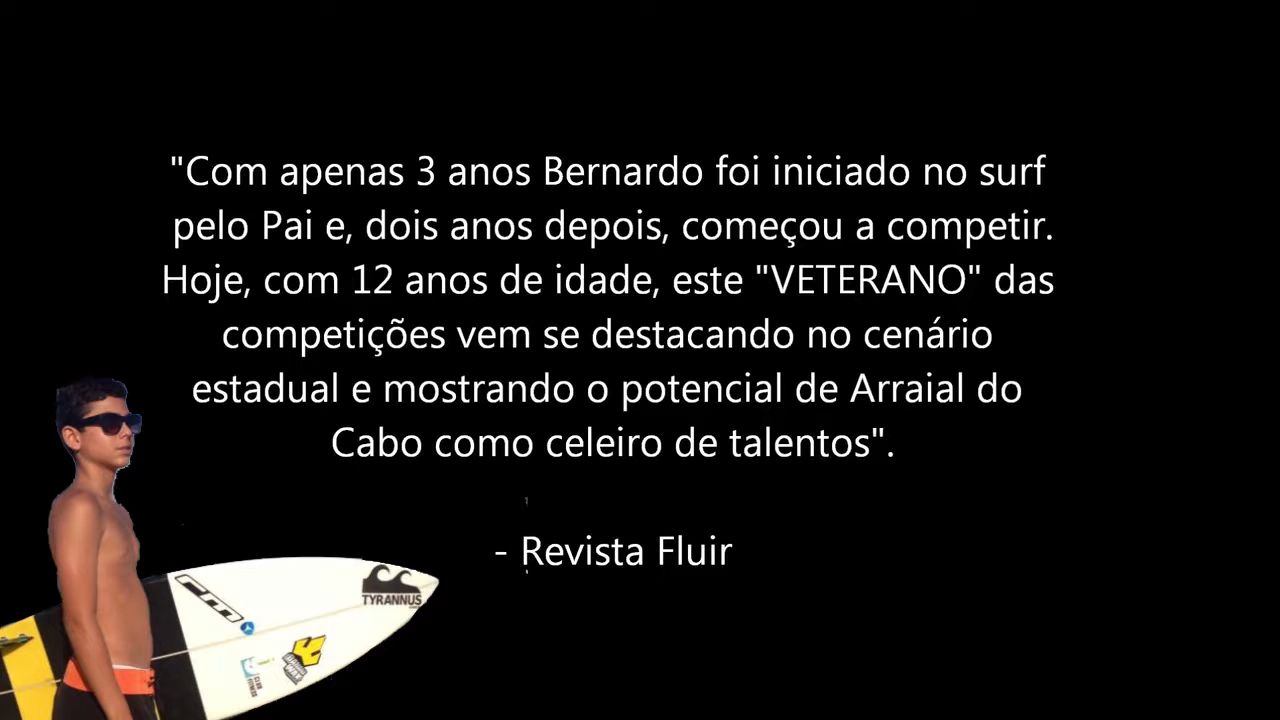 "Com apenas 3 anos Bernardo foi iniciado no surf
pelo Pai e, dois anos depois, começou a competir.
Hoje, com 12 anos de idade, este "VETERANO" das
competições vem se destacando no cenário
estadual e mostrando o potencial de Arraial do
Cabo como celeiro de talentos".
- Revista Fluir
TYRANNUS